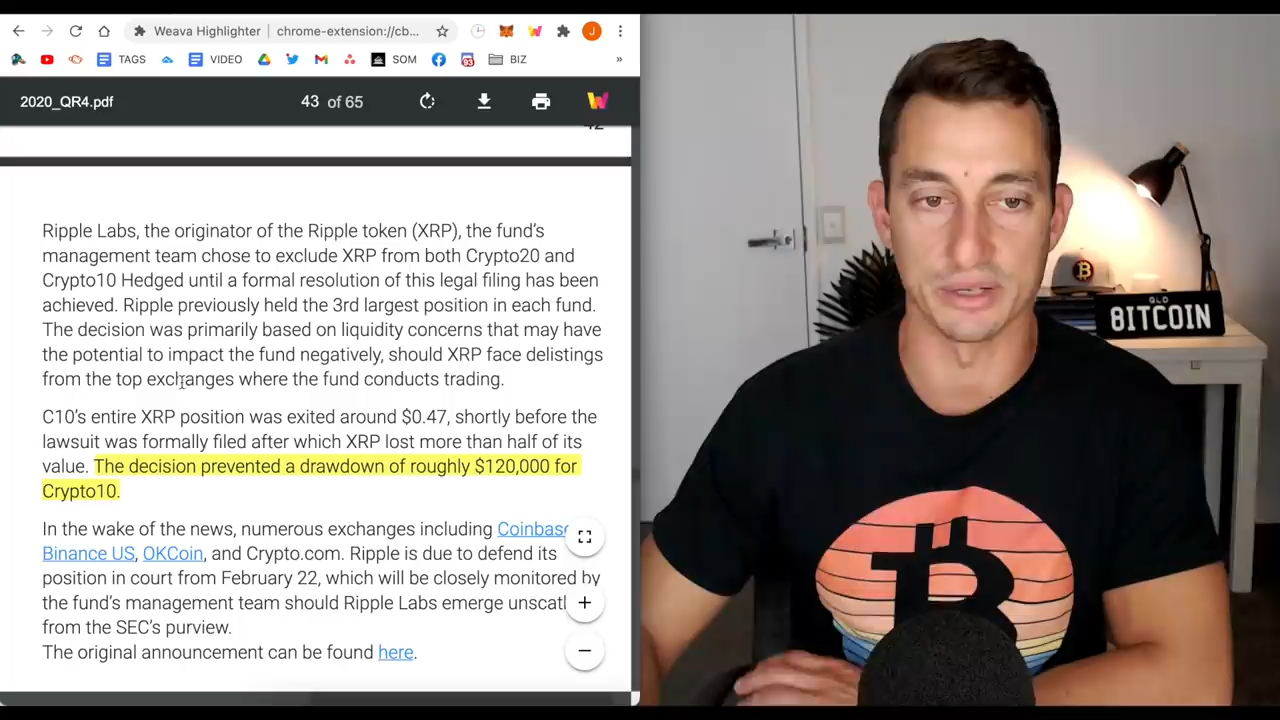 Weava Highlighter
chrome-extension://cb...
J
TAGS
VIDEO
SOM
93
BIZ
»
2020_QR4.pdf
43 of 65
W
42
Ripple Labs, the originator of the Ripple token (XRP), the fund's
management team chose to exclude XRP from both Crypto20 and
Crypto10 Hedged until a formal resolution of this legal filing has been
achieved. Ripple previously held the 3rd largest position in each fund.
The decision was primarily based on liquidity concerns that may have
the potential to impact the fund negatively, should XRP face delistings
from the top exchanges where the fund conducts trading.
C10's entire XRP position was exited around $0.47, shortly before the
lawsuit was formally filed after which XRP lost more than half of its
value. The decision prevented a drawdown of roughly $120,000 for
Crypto10.
In the wake of the news, numerous exchanges including Coinbase
Binance US, OKCoin, and Crypto.com. Ripple is due to defend its
position in court from February 22, which will be closely monitored by
the fund's management team should Ripple Labs emerge unscat
from the SEC's purview.
The original announcement can be found here.
QLD
8ITCOIN